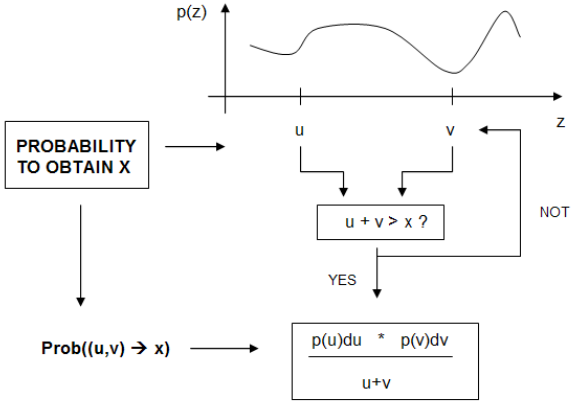 p(z)
z
u
v
PROBABILITY
TO OBTAIN X
u + v > x ?
NOT
YES
Prob((u,v) → x)
p(u)du * p(v)dv
u+v